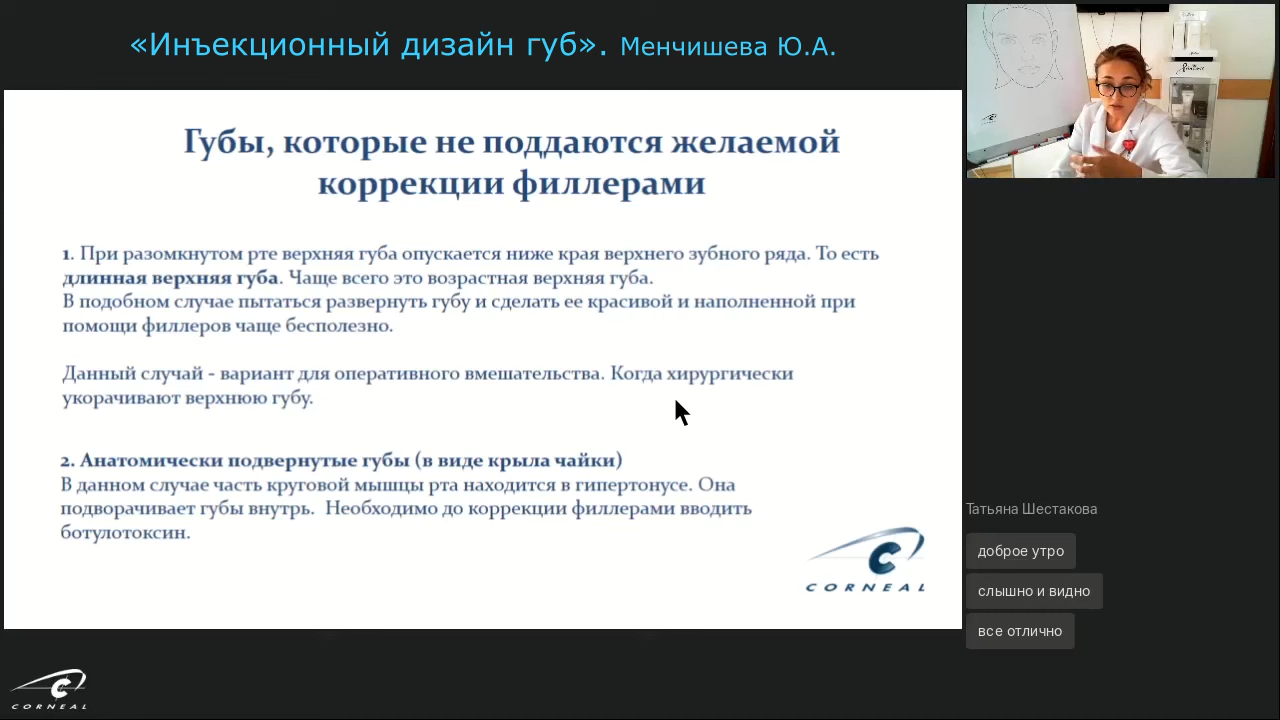 «Инъекционный дизайн губ». Менчишева Ю.А.
Губы, которые не поддаются желаемой
коррекции филлерами
1. При разомкнутом рте верхняя губа опускается ниже края верхнего зубного ряда. То есть
длинная верхняя губа. Чаще всего это возрастная верхняя губа.
В подобном случае пытаться развернуть губу и сделать ее красивой и наполненной при
помощи филлеров чаще бесполезно.
Данный случай - вариант для оперативного вмешательства. Когда хирургически
укорачивают верхнюю губу.
2. Анатомически подвернутые губы (в виде крыла чайки)
В данном случае часть круговой мышцы рта находится в гипертонусе. Она
подворачивает губы внутрь.  Необходимо до коррекции филлерами вводить
ботулотоксин.
CORNEAL
Татьяна Шестакова
доброе утро
слышно и видно
все отлично
CORNEAL